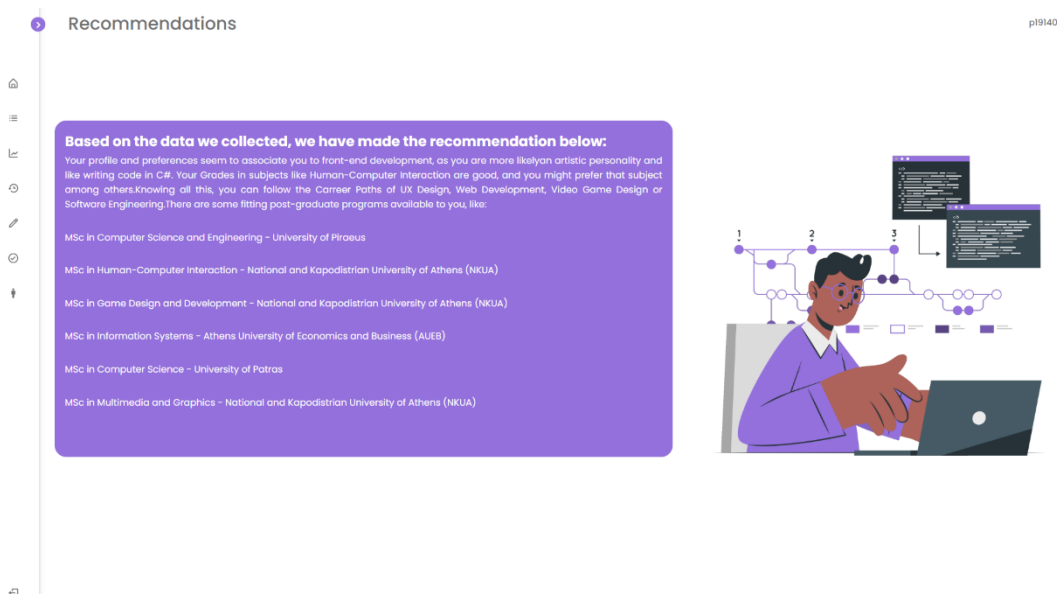 Recommendations
p19140
Based on the data we collected, we have made the recommendation below:
Your profile and preferences seem to associate you to front-end development, as you are more likelyan artistic personality and
like writing code in C#. Your Grades in subjects like Human-Computer Interaction are good, and you might prefer that subject
among others.Knowing all this, you can follow the Carreer Paths of UX Design, Web Development, Video Game Design or
Software Engineering.There are some fitting post-graduate programs available to you, like:
MSc in Computer Science and Engineering - University of Piraeus
MSc in Human-Computer Interaction - National and Kapodistrian University of Athens (NKUA)
MSc in Game Design and Development - National and Kapodistrian University of Athens (NKUA)
MSc in Information Systems - Athens University of Economics and Business (AUEB)
MSc in Computer Science - University of Patras
MSc in Multimedia and Graphics - National and Kapodistrian University of Athens (NKUA)
1 2 3